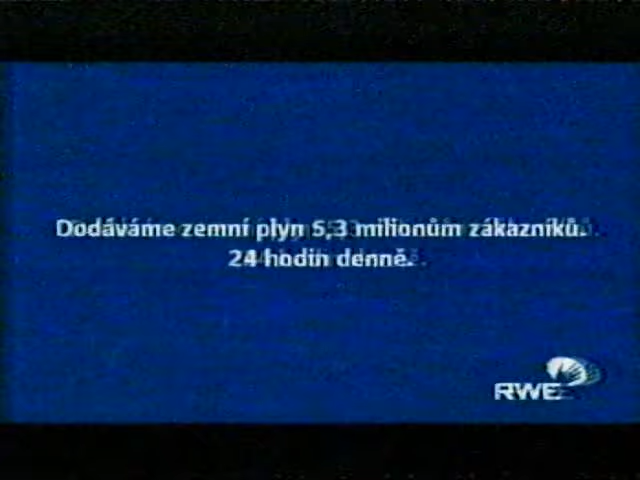 Dodáváme zemní plyn 5,3 milionům zákazníků.
24 hodin denně.
RWE